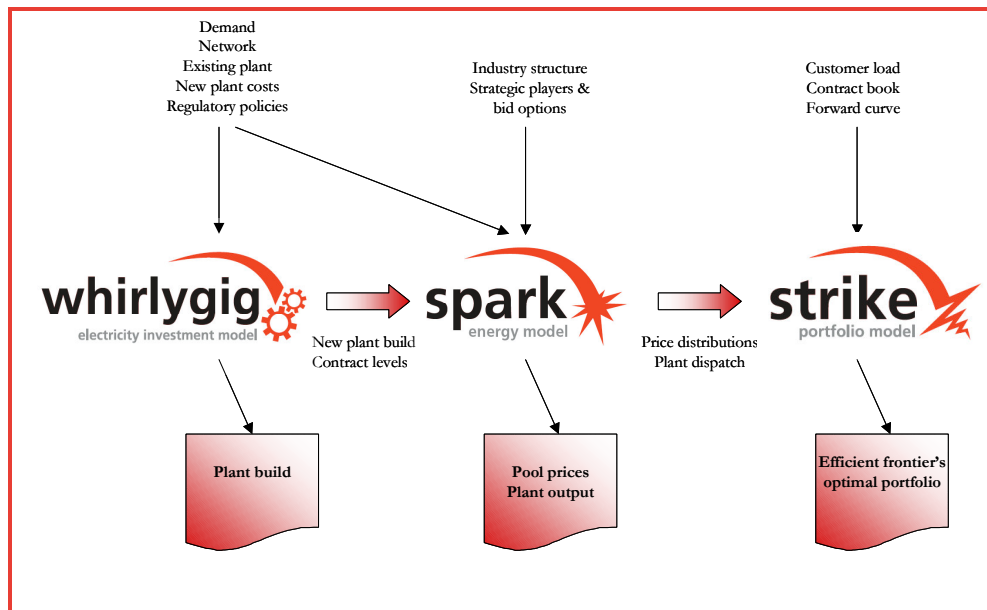 Demand
Network
Existing plant
New plant costs
Regulatory policies
Industry structure
Strategic players &
bid options
Customer load
Contract book
Forward curve
whirlygig
electricity investment model
New plant build
Contract levels
spark
energy model
Price distributions
Plant dispatch
strike
portfolio model
Plant build
Pool prices
Plant output
Efficient frontier's
optimal portfolio